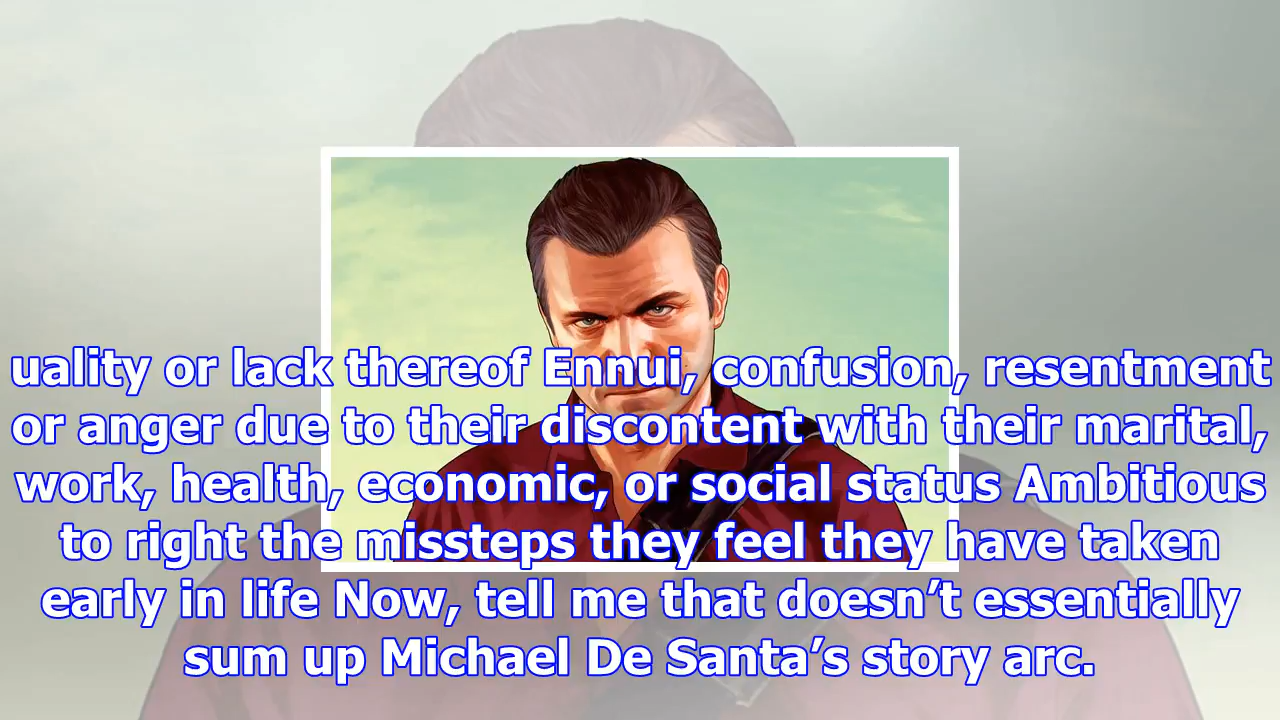 uality or lack thereof Ennui, confusion, resentment
or anger due to their discontent with their marital,
work, health, economic, or social status Ambitious
to right the missteps they feel they have taken
early in life Now, tell me that doesn’t essentially
sum up Michael De Santa’s story arc.